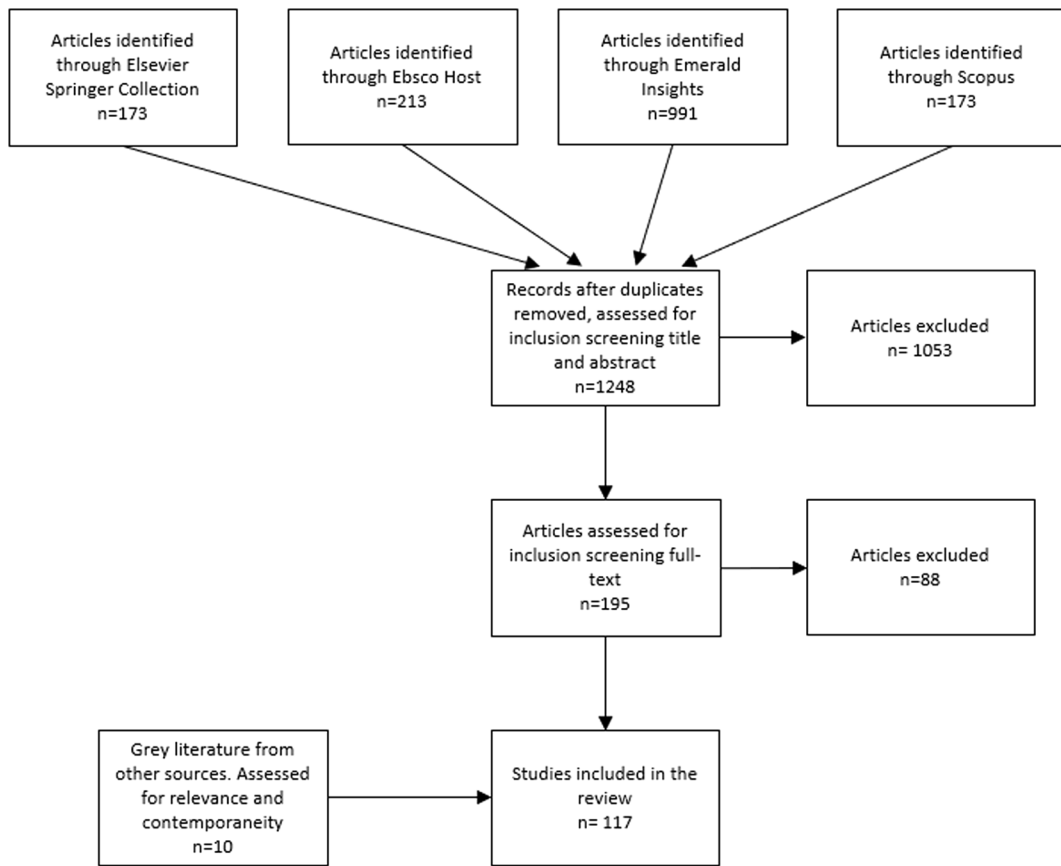 Articles identified
through Elsevier
Springer Collection
n=173
Articles identified
through Ebsco Host
n=213
Articles identified
through Emerald
Insights
n=991
Articles identified
through Scopus
n=173
Records after duplicates
removed, assessed for
inclusion screening title
and abstract
n=1248
Articles excluded
n= 1053
Articles assessed for
inclusion screening full-
text
n=195
Articles excluded
n=88
Grey literature from
other sources. Assessed
for relevance and
contemporaneity
n=10
Studies included in the
review
n= 117